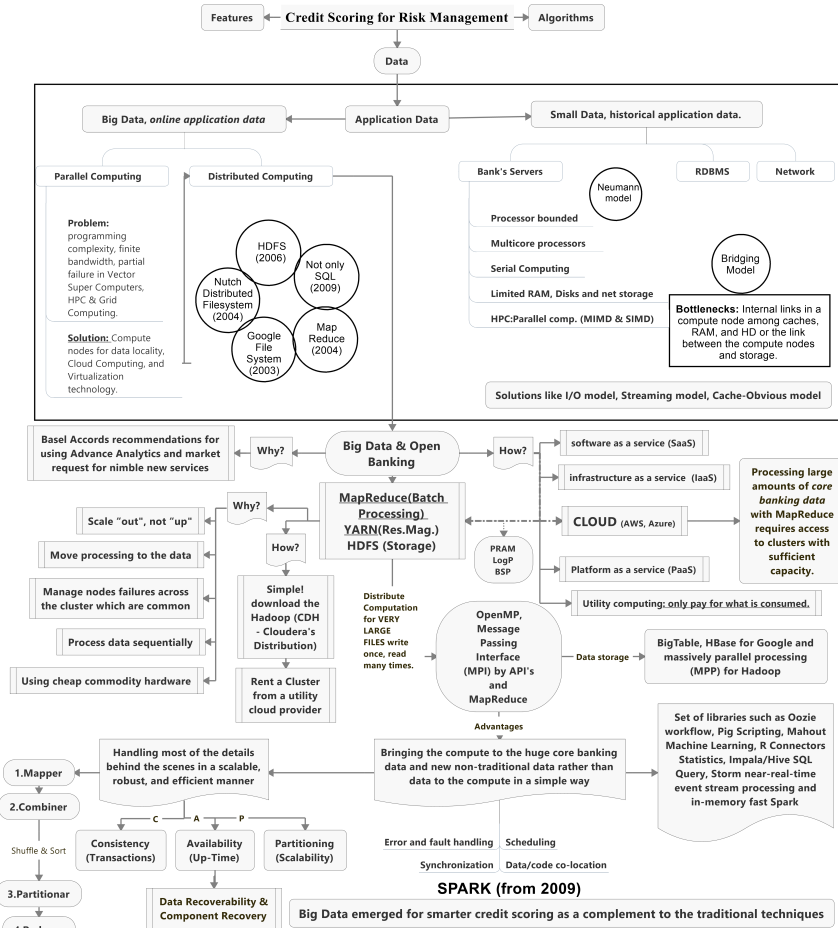 Features
Credit Scoring for Risk Management
Algorithms
Data
Big Data, online application data
Application Data
Small Data, historical application data.
Parallel Computing
Distributed Computing
Bank's Servers
Neumann
model
RDBMS
Network
Problem:
programming
complexity, finite
bandwidth, partial
failure in Vector
Super Computers,
HPC & Grid
Computing.
Solution: Compute
nodes for data locality,
Cloud Computing, and
Virtualization
technology.
HDFS
(2006)
Not only
SQL
(2009)
Nutch
Distributed
Filesystem
(2004)
Map
Reduce
(2004)
Google
File
System
(2003)
Processor bounded
Multicore processors
Serial Computing
Limited RAM, Disks and net storage
HPC:Parallel comp. (MIMD & SIMD)
Bridging
Model
Bottlenecks: Internal links in a
compute node among caches,
RAM, and HD or the link
between the compute nodes
and storage.
Solutions like I/O model, Streaming model, Cache-Obvious model
Basel Accords recommendations for
using Advance Analytics and market
request for nimble new services
Why?
Big Data & Open
Banking
How?
software as a service (SaaS)
infrastructure as a service (IaaS)
CLOUD (AWS, Azure)
Platform as a service (PaaS)
Utility computing: only pay for what is consumed.
Processing large
amounts of core
banking data
with MapReduce
requires access
to clusters with
sufficient
capacity.
MapReduce(Batch
Processing)
YARN(Res.Mag.)
HDFS (Storage)
Why?
How?
Scale "out", not "up"
Move processing to the data
Manage nodes failures across
the cluster which are common
Process data sequentially
Using cheap commodity hardware
Simple!
download the
Hadoop (CDH
- Cloudera's
Distribution)
Rent a Cluster
from a utility
cloud provider
PRAM
LogP
BSP
Distribute
Computation
for VERY
LARGE
FILES write
once, read
many times.
OpenMP,
Message
Passing
Interface
(MPI) by API's
and
MapReduce
Data storage
BigTable, HBase for Google and
massively parallel processing
(MPP) for Hadoop
Advantages
Handling most of the details
behind the scenes in a scalable,
robust, and efficient manner
Bringing the compute to the huge core banking
data and new non-traditional data rather than
data to the compute in a simple way
Set of libraries such as Oozie
workflow, Pig Scripting, Mahout
Machine Learning, R Connectors
Statistics, Impala/Hive SQL
Query, Storm near-real-time
event stream processing and
in-memory fast Spark
1.Mapper
2.Combiner
Shuffle & Sort
3.Partitionar
C
A
P
Consistency
(Transactions)
Availability
(Up-Time)
Partitioning
(Scalability)
Data Recoverability &
Component Recovery
Error and fault handling
Scheduling
Synchronization
Data/code co-location
SPARK (from 2009)
Big Data emerged for smarter credit scoring as a complement to the traditional techniques